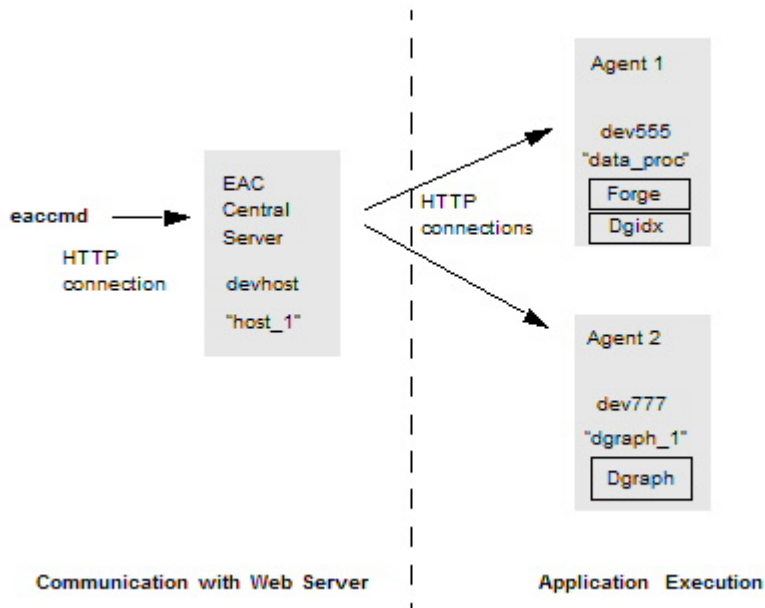 eaccmd
HTTP
connection
EAC
Central
Server
devhost
"host_1"
HTTP
connections
Agent 1
dev555
"data_proc"
Forge
Dgidx
Agent 2
dev777
"dgraph_1"
Dgraph
Communication with Web Server
Application Execution